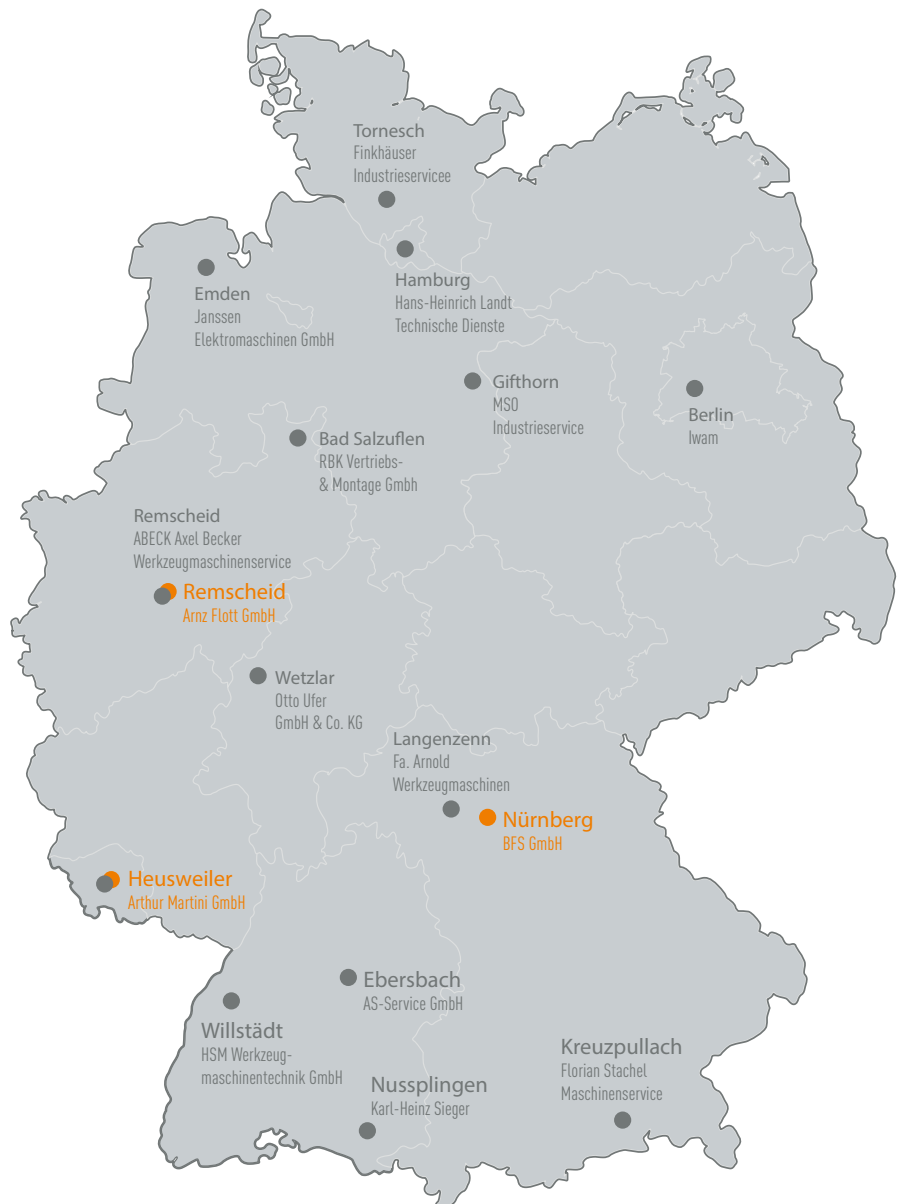 Tornesch
Finkhäuser
Industrieservicee
Hamburg
Hans-Heinrich Landt
Technische Dienste
Emden
Janssen
Elektromaschinen GmbH
Gifthorn
MSO
Industrieservice
Berlin
Iwam
Bad Salzuflen
RBK Vertriebs-
& Montage Gmbh
Remscheid
ABECK Axel Becker
Werkzeugmaschinenservice
Remscheid
Arnz Flott GmbH
Wetzlar
Otto Ufer
GmbH & Co. KG
Langenzenn
Fa. Arnold
Werkzeugmaschinen
Nürnberg
BFS GmbH
Heusweiler
Arthur Martini GmbH
Ebersbach
AS-Service GmbH
Willstädt
HSM Werkzeug-
maschinentechnik GmbH
Kreuzpullach
Florian Stachel
Maschinenservice
Nussplingen
Karl-Heinz Sieger